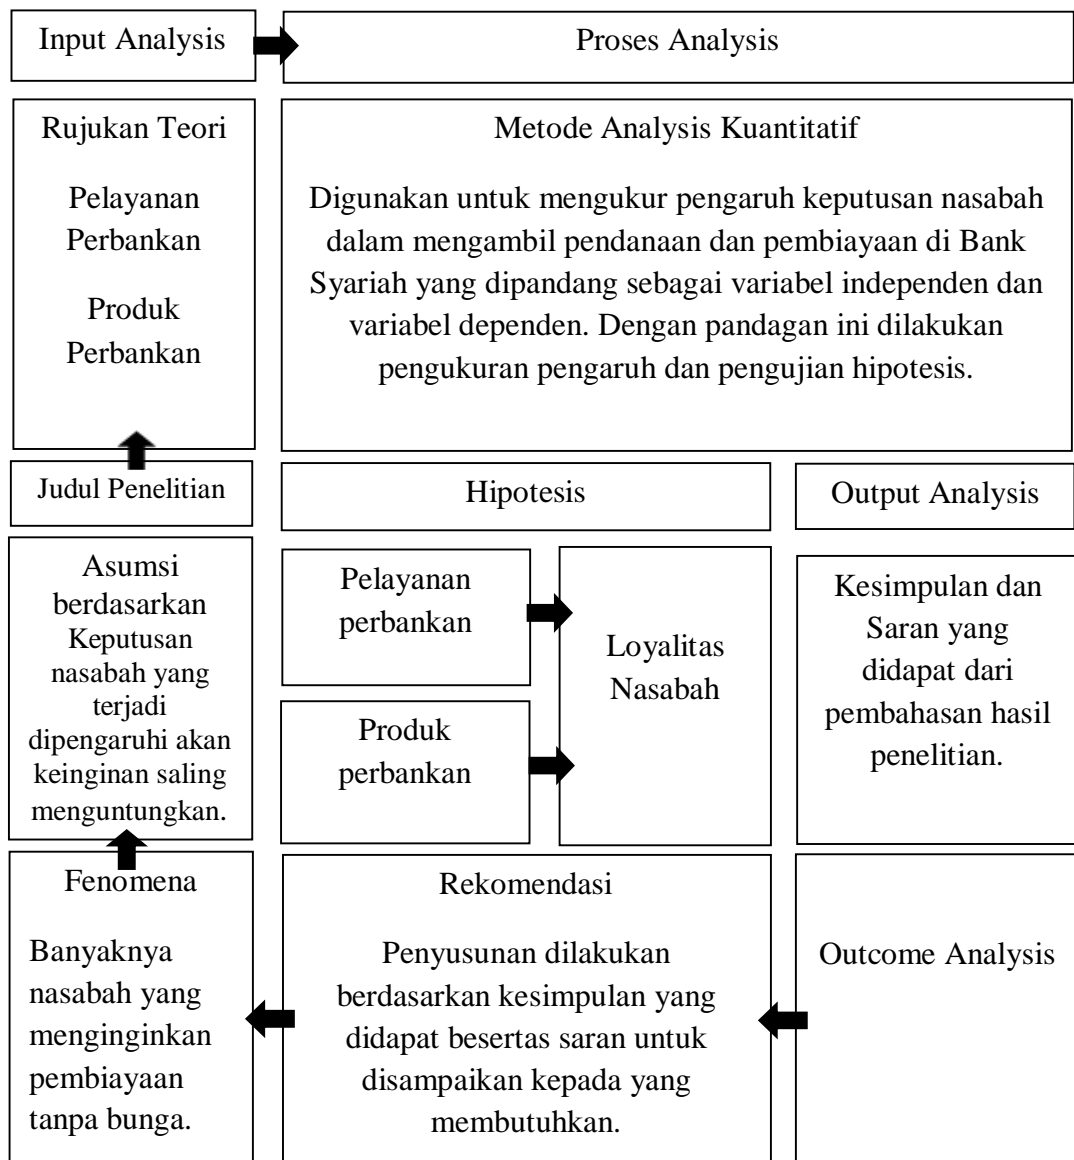 Input Analysis
Proses Analysis
Rujukan Teori
Pelayanan
Perbankan
Produk
Perbankan
Metode Analysis Kuantitatif
Digunakan untuk mengukur pengaruh keputusan nasabah
dalam mengambil pendanaan dan pembiayaan di Bank
Syariah yang dipandang sebagai variabel independen dan
variabel dependen. Dengan pandagan ini dilakukan
pengukuran pengaruh dan pengujian hipotesis.
Judul Penelitian
Hipotesis
Output Analysis
Asumsi
berdasarkan
Keputusan
nasabah yang
terjadi
dipengaruhi akan
keinginan saling
menguntungkan.
Pelayanan
perbankan
Produk
perbankan
Loyalitas
Nasabah
Kesimpulan dan
Saran yang
didapat dari
pembahasan hasil
penelitian.
Fenomena
Banyaknya
nasabah yang
menginginkan
pembiayaan
tanpa bunga.
Rekomendasi
Penyusunan dilakukan
berdasarkan kesimpulan yang
didapat besertas saran untuk
disampaikan kepada yang
membutuhkan.
Outcome Analysis